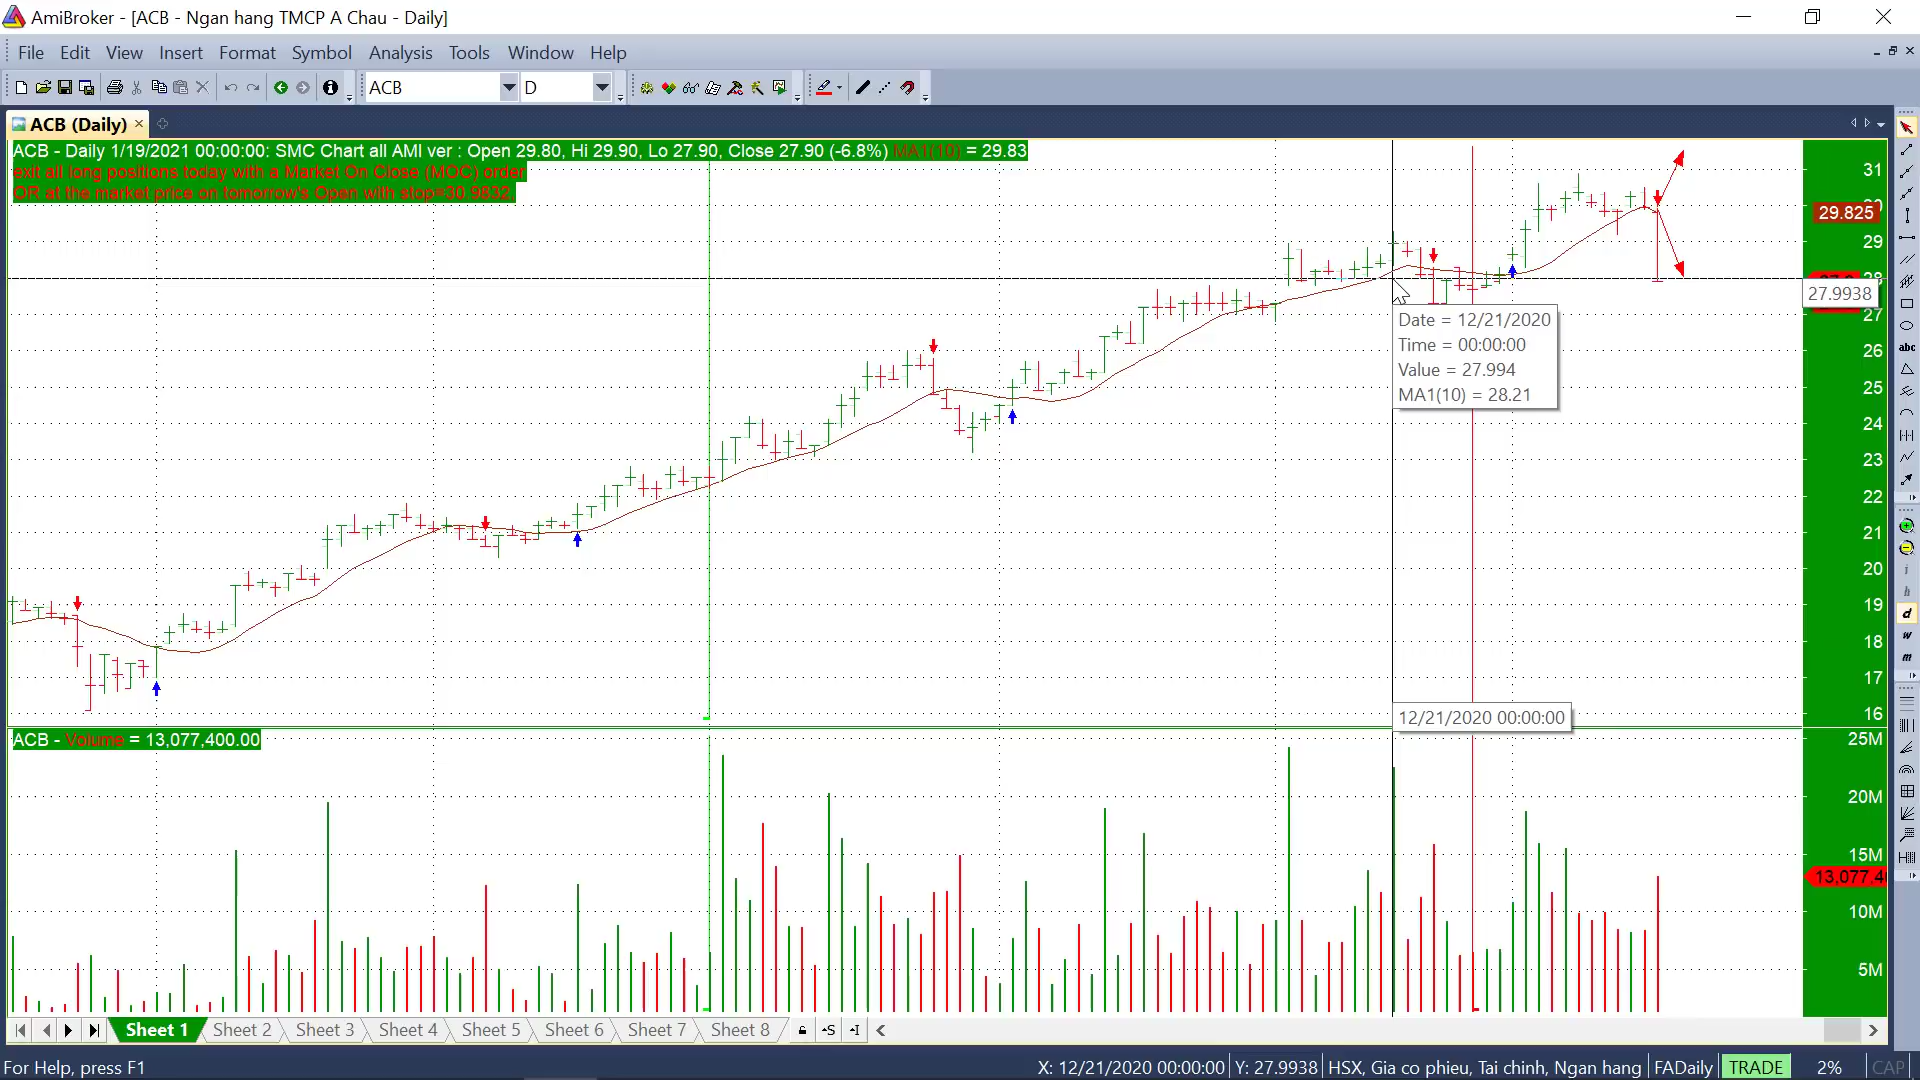 AmiBroker - [ACB - Ngan hang TMCP A Chau - Daily]
File Edit View Insert Format Symbol Analysis Tools Window Help
ACB D
ACB (Daily)
ACB - Daily 1/19/2021 00:00:00: SMC Chart all AMI ver : Open 29.80, Hi 29.90, Lo 27.90, Close 27.90 (-6.8%) MA1(10) = 29.83
exit all long positions today with a Market On Close (MOC) order
OR at the market price on tomorrow's Open with stop=30.9832
31
29.825
29
27.9938
27
26
25
24
23
22
21
20
19
18
17
16
Date = 12/21/2020
Time = 00:00:00
Value = 27.994
MA1(10) = 28.21
12/21/2020 00:00:00
ACB - Volume = 13,077,400.00
25M
20M
15M
13,077,4
10M
5M
abc
i
h
d
w
m
Sheet 1 Sheet 2 Sheet 3 Sheet 4 Sheet 5 Sheet 6 Sheet 7 Sheet 8
For Help, press F1 X: 12/21/2020 00:00:00 Y: 27.9938 HSX, Gia co phieu, Tai chinh, Ngan hang FADaily TRADE 2% CAP